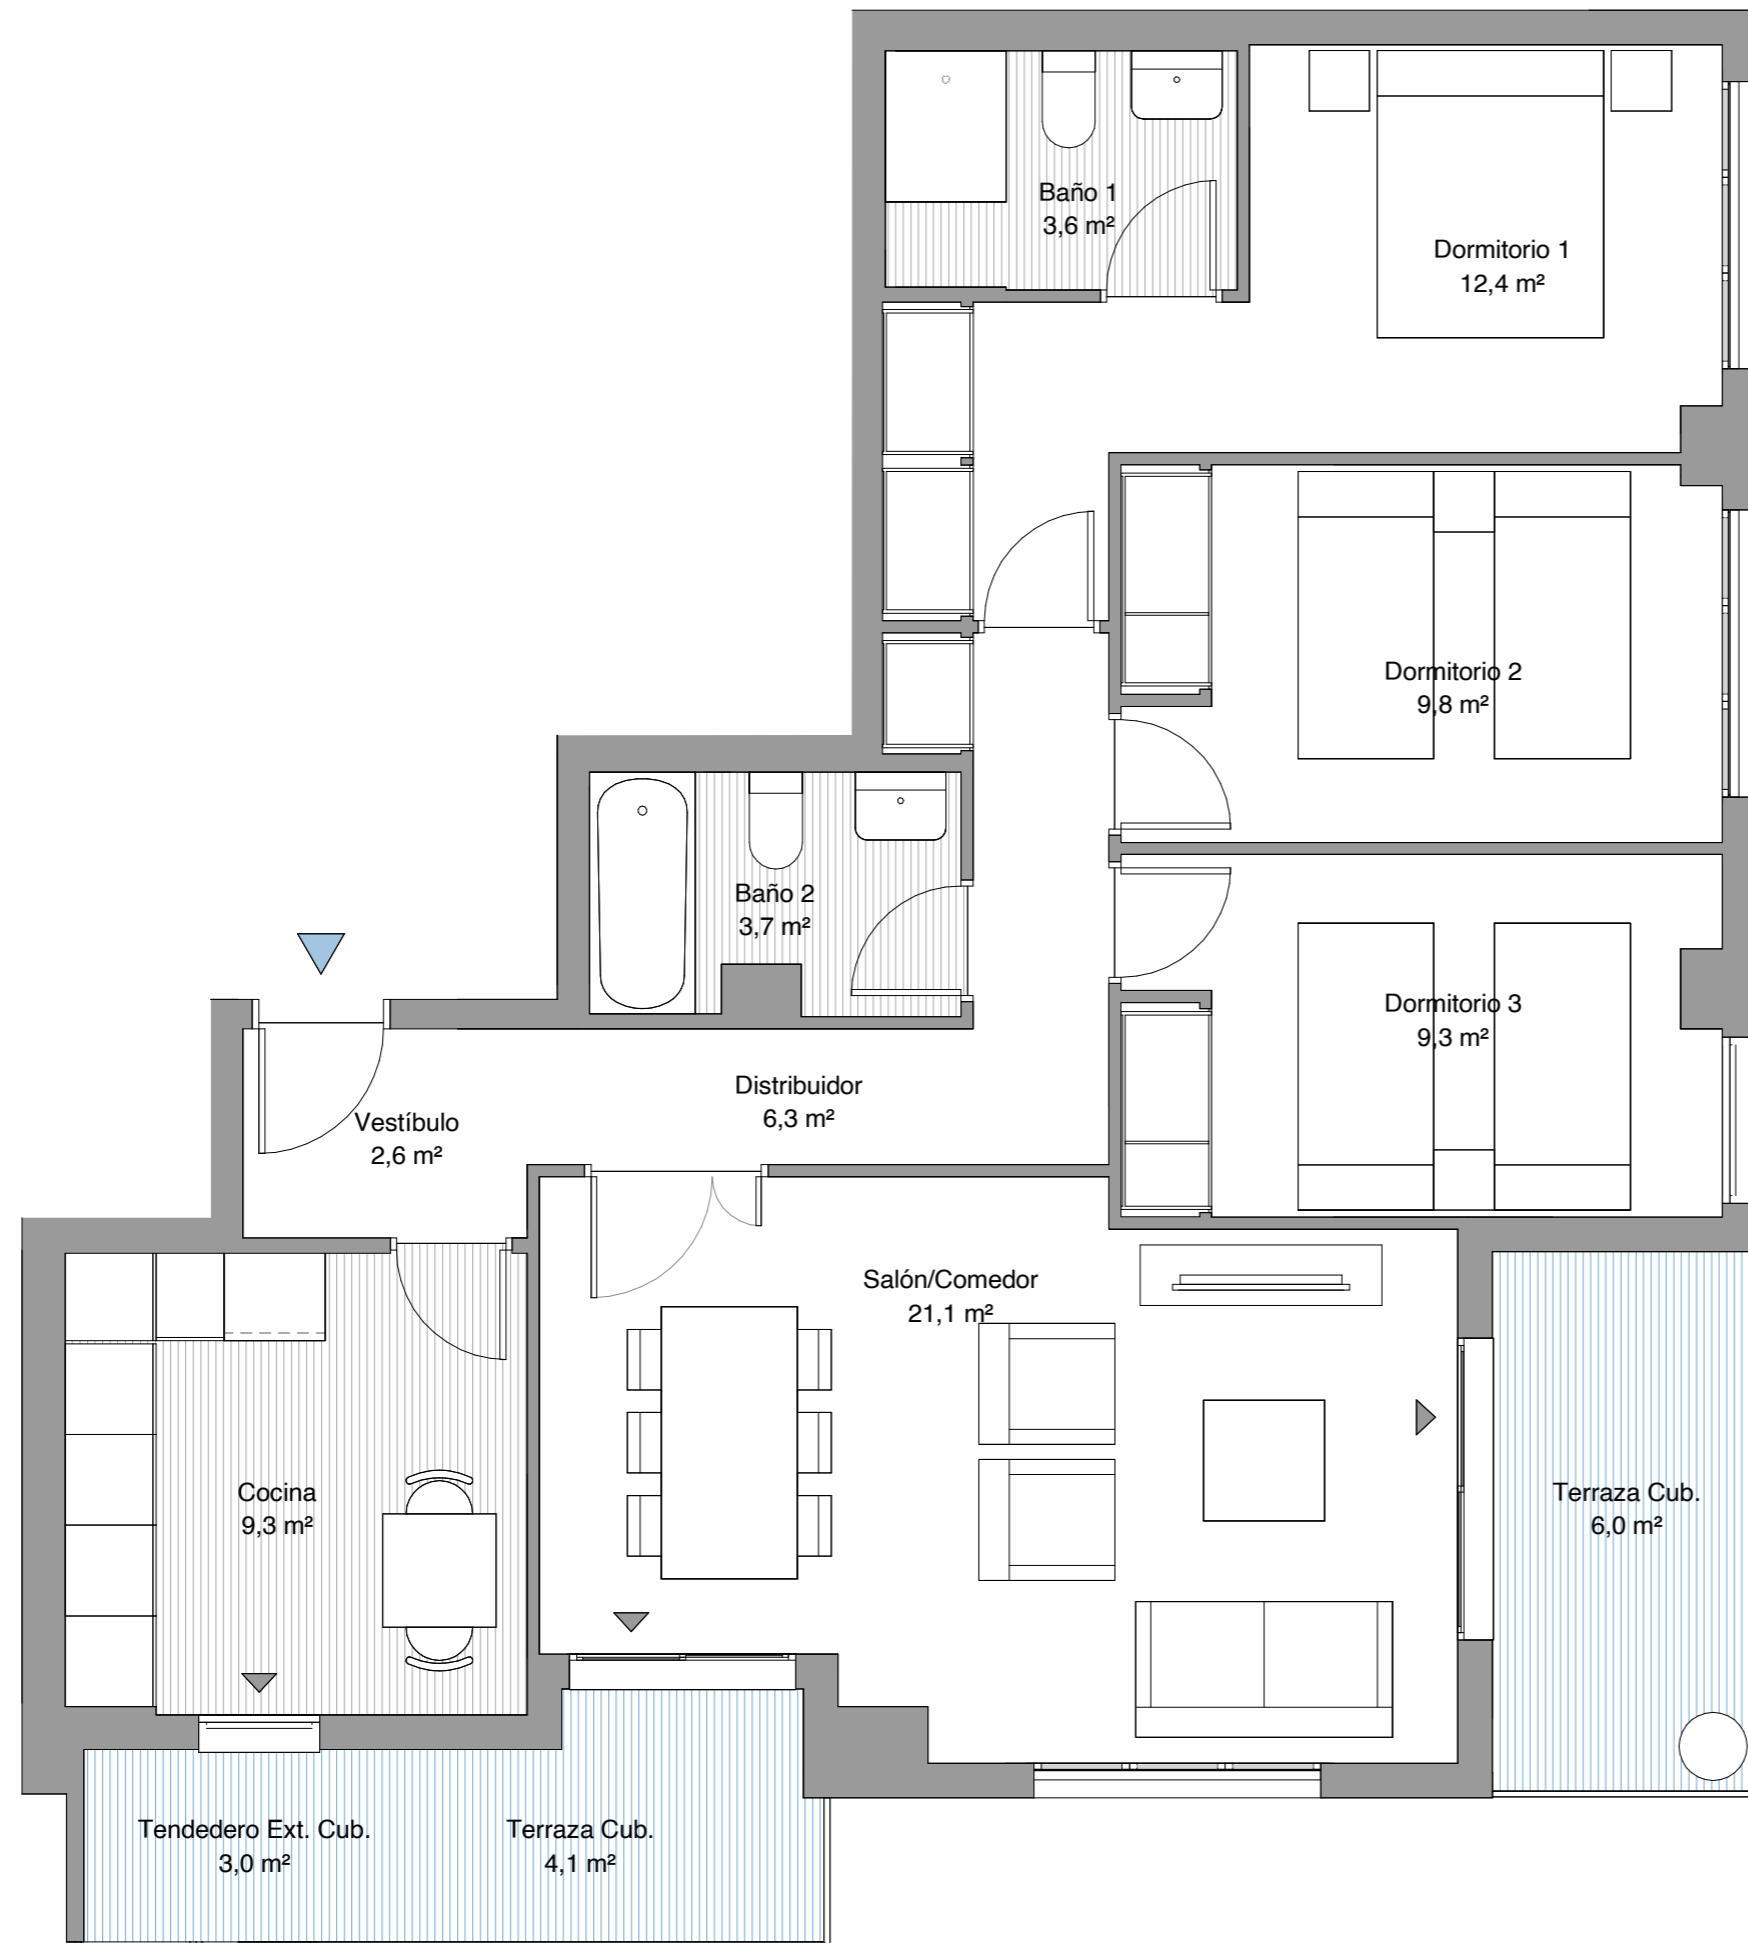 Baño 1
3,6 m²
Dormitorio 1
12,4 m²
Dormitorio 2
9,8 m²
Baño 2
3,7 m²
Dormitorio 3
9,3 m²
Distribuidor
6,3 m²
Vestíbulo
2,6 m²
Salón/Comedor
21,1 m²
Cocina
9,3 m²
Terraza Cub.
6,0 m²
Tendedero Ext. Cub.
3,0 m²
Terraza Cub.
4,1 m²